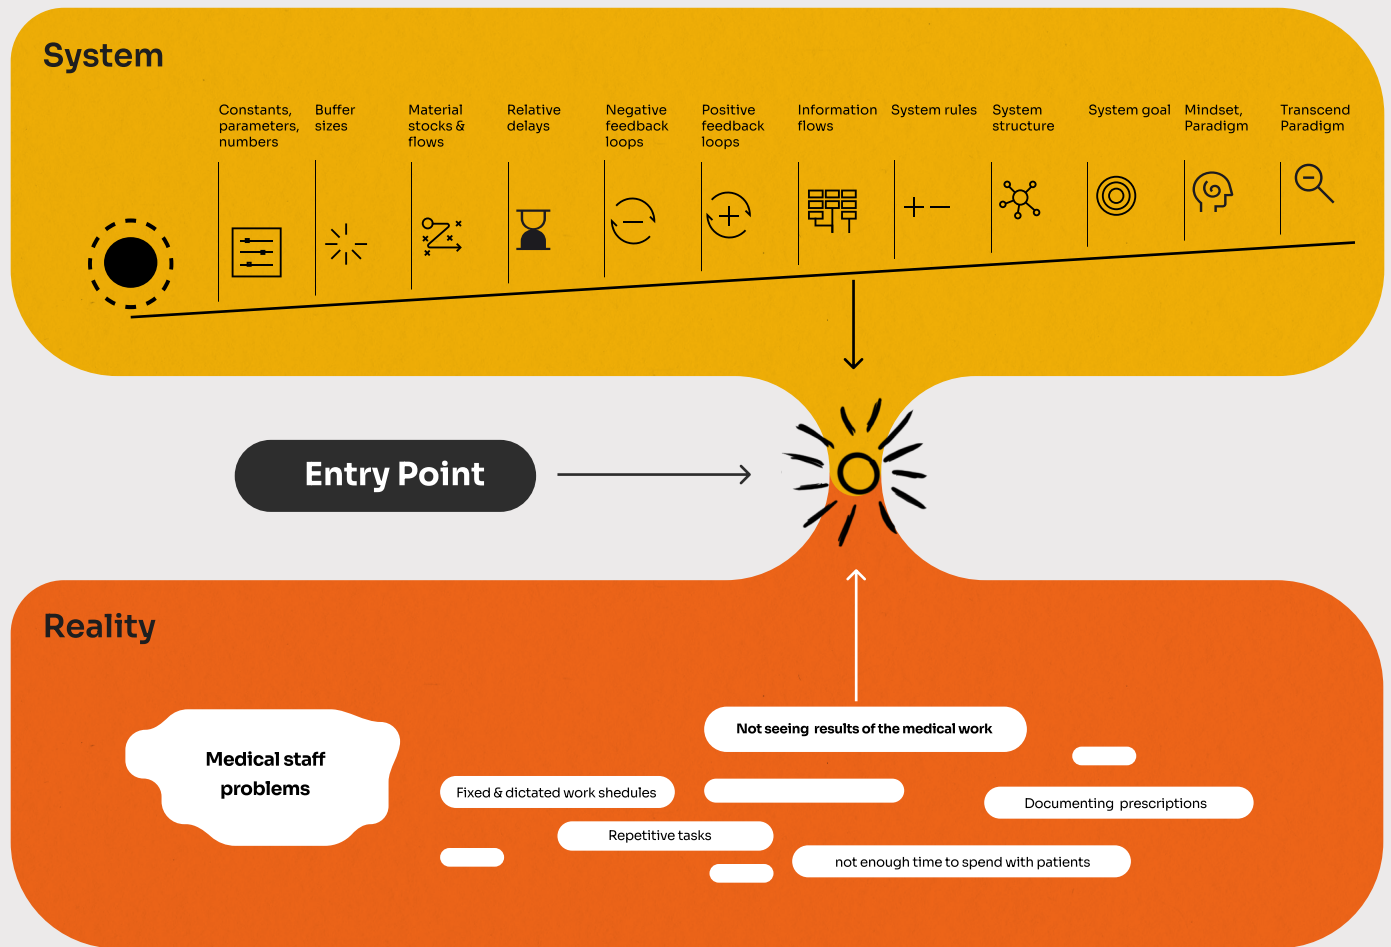 System
Constants,
parameters,
numbers
Buffer
sizes
Material
stocks &
flows
Relative
delays
Negative
feedback
loops
Positive
feedback
loops
Information
flows
System rules
System
structure
System goal
Mindset,
Paradigm
Transcend
Paradigm
Entry Point
Reality
Medical staff
problems
Not seeing results of the medical work
Fixed & dictated work shedules
Documenting prescriptions
Repetitive tasks
not enough time to spend with patients